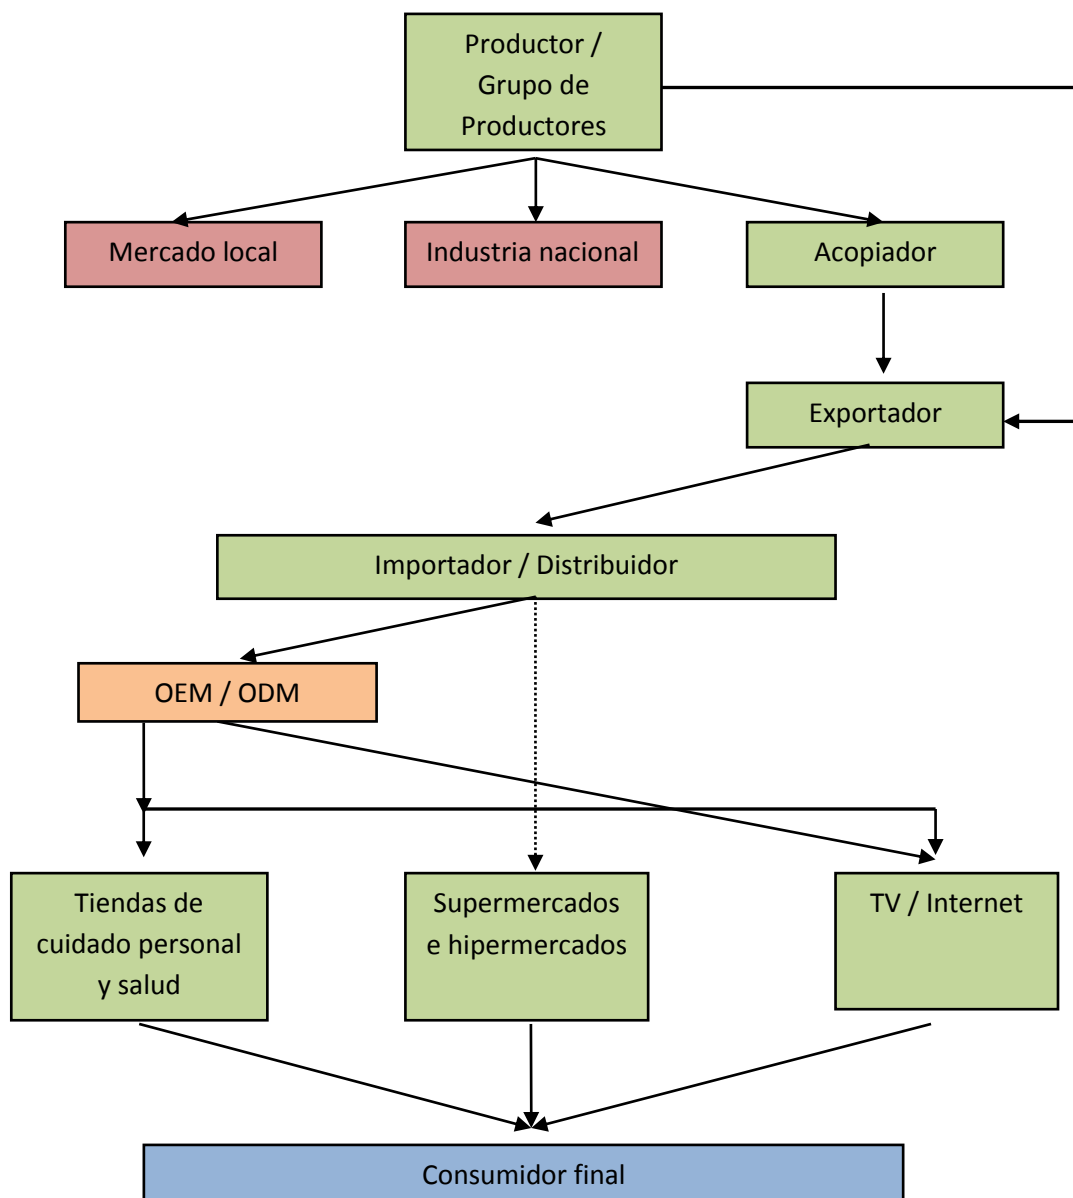 Productor /
Grupo de
Productores
Mercado local
Industria nacional
Acopiador
Exportador
Importador / Distribuidor
OEM / ODM
Tiendas de
cuidado personal
y salud
Supermercados
e hipermercados
TV / Internet
Consumidor final